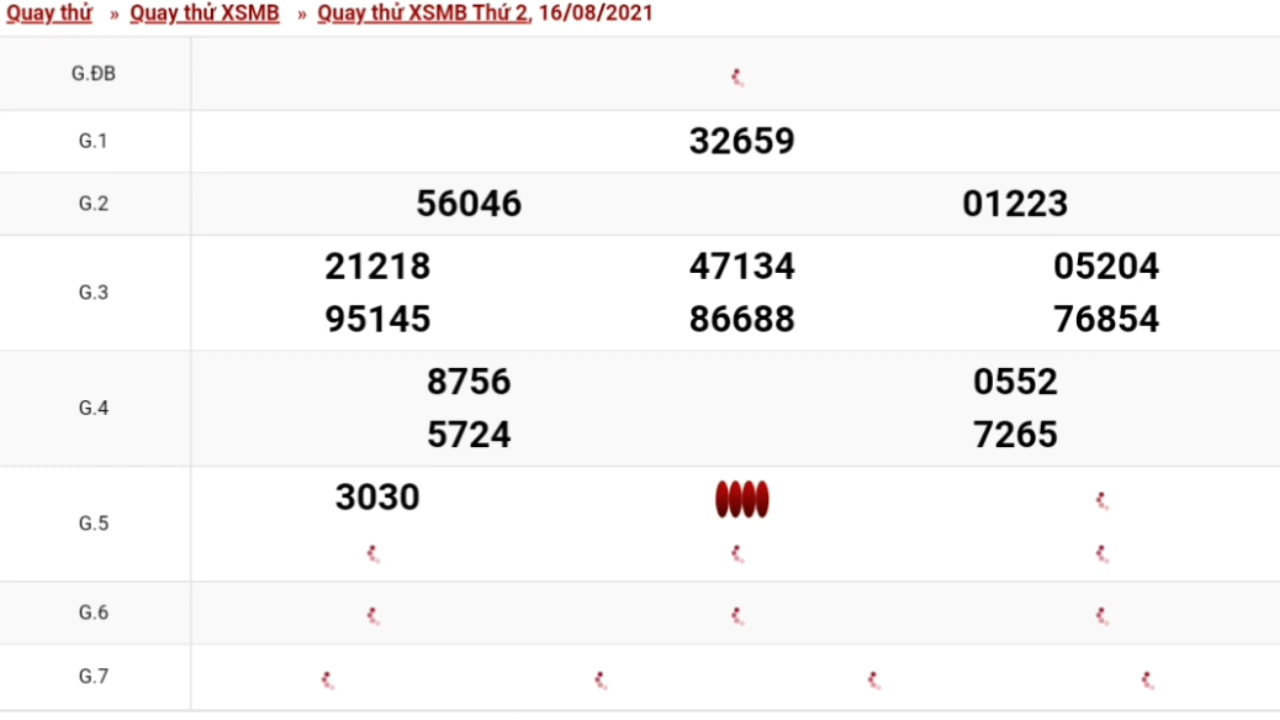 Quay thử » Quay thử XSMB » Quay thử XSMB Thứ 2, 16/08/2021
G.ĐB
G.1 32659
G.2 56046 01223
G.3 21218 47134 05204
95145 86688 76854
G.4 8756 0552
5724 7265
G.5 3030
G.6
G.7